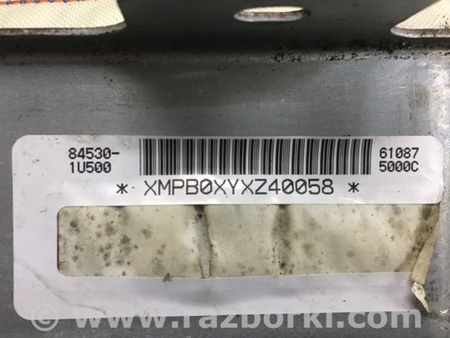 84530-
1U500
61087
5000C
* XMPB0XYXZ40058 *
© www.razborki.com